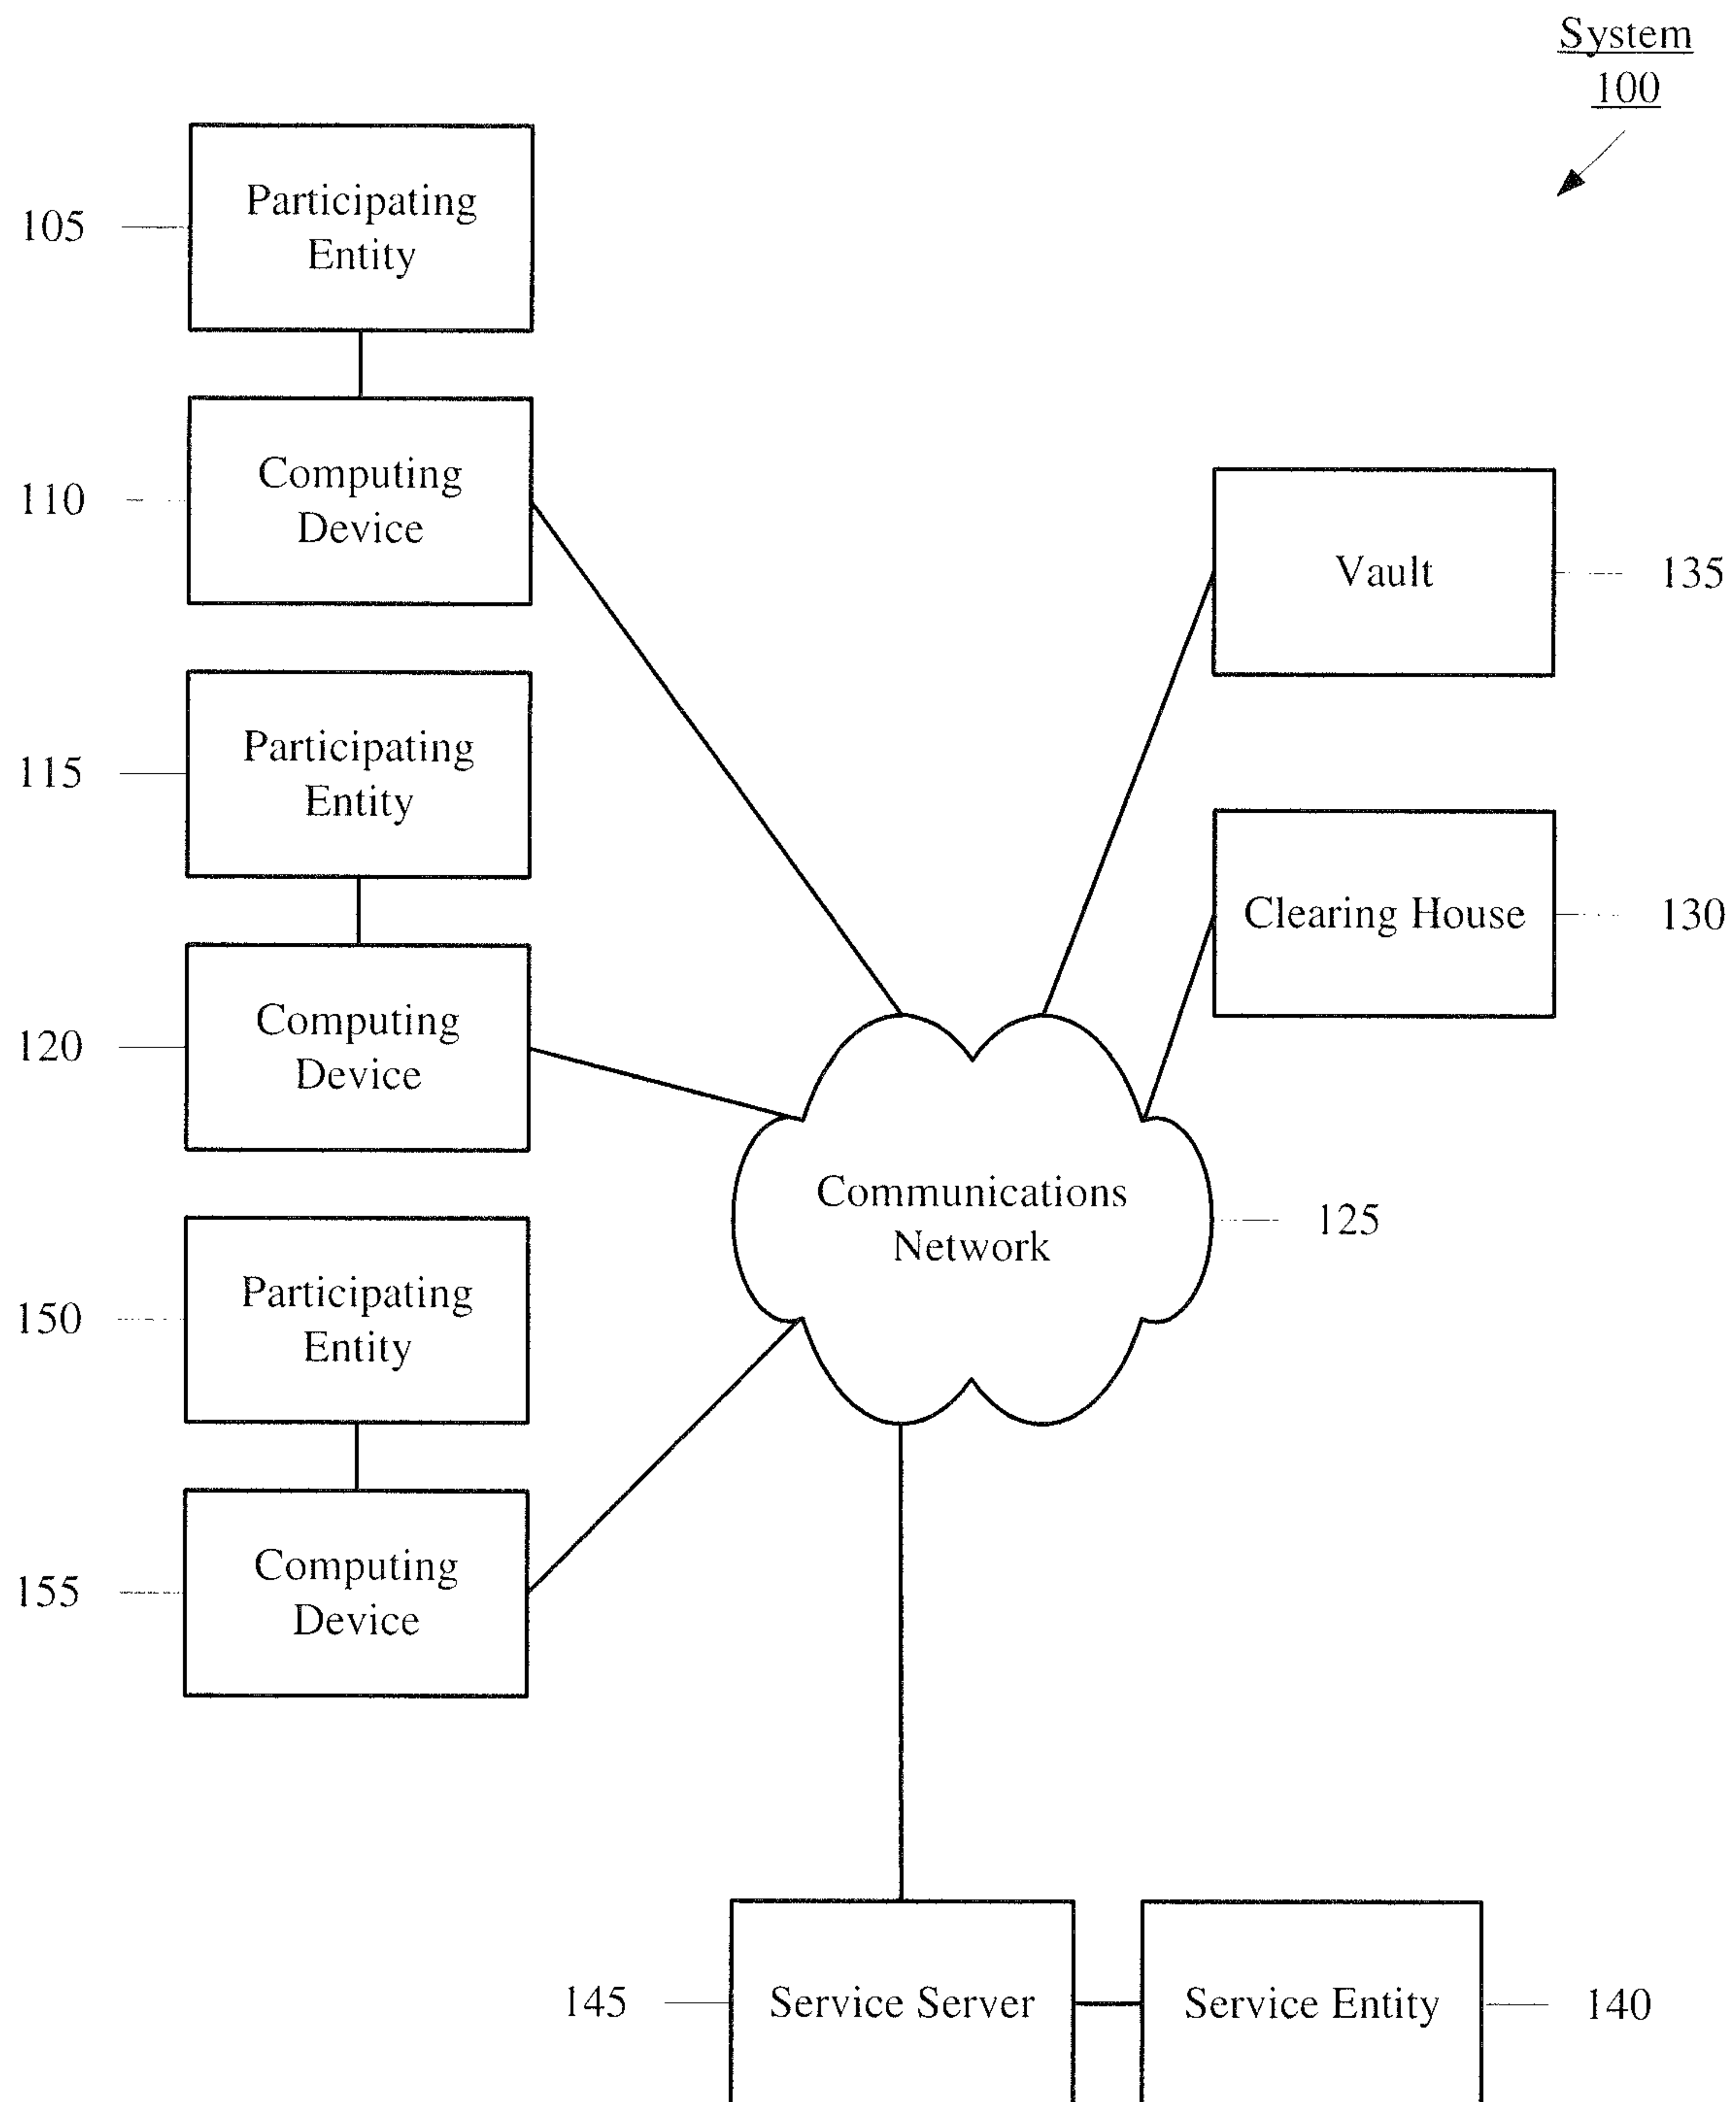 System
100
Participating
Entity
105
Computing
Device
110
Vault
135
Participating
Entity
115
Clearing House
130
Computing
Device
120
Communications
Network
125
Participating
Entity
150
Computing
Device
155
145
Service Server
Service Entity
140